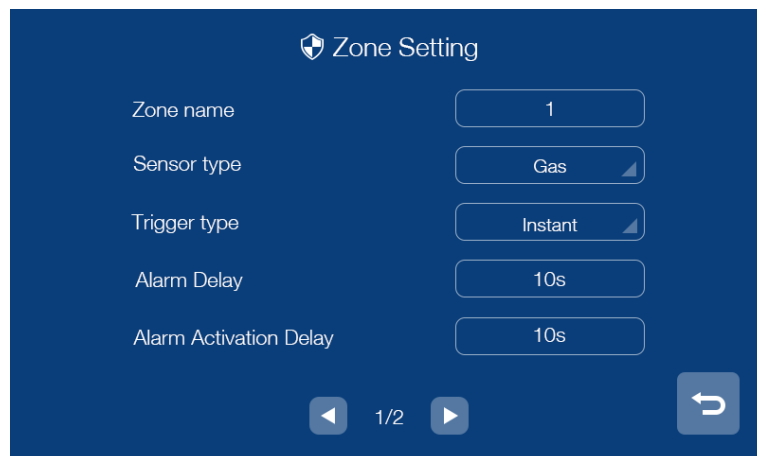 Zone Setting
Zone name 1
Sensor type Gas
Trigger type Instant
Alarm Delay 10s
Alarm Activation Delay 10s
1/2